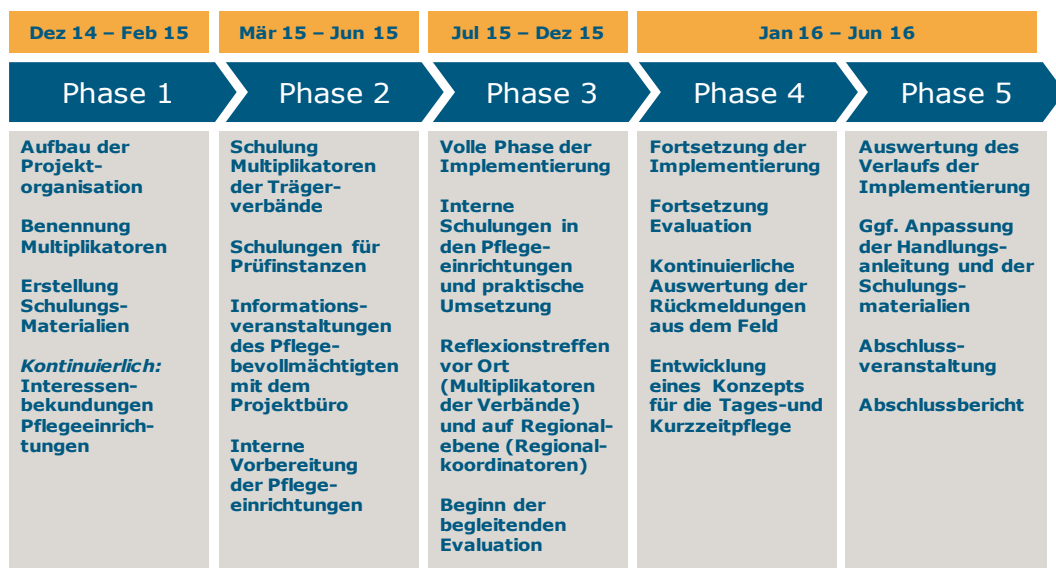 Dez 14 – Feb 15
Mär 15 – Jun 15
Jul 15 – Dez 15
Jan 16 – Jun 16
Phase 1
Phase 2
Phase 3
Phase 4
Phase 5
Aufbau der
Projekt-
organisation
Benennung
Multiplikatoren
Erstellung
Schulungs-
Materialien
Kontinuierlich:
Interessen-
bekundungen
Pflegeeinrich-
tungen
Schulung
Multiplikatoren
der Träger-
verbände
Schulungen für
Prüfinstanzen
Informations-
veranstaltungen
des Pflege-
bevollmächtigten
mit dem
Projektbüro
Interne
Vorbereitung
der Pflege-
einrichtungen
Volle Phase der
Implementierung
Interne
Schulungen in
den Pflege-
einrichtungen
und praktische
Umsetzung
Reflexionstreffen
vor Ort
(Multiplikatoren
der Verbände)
und auf Regional-
ebene (Regional-
koordinatoren)
Beginn der
begleitenden
Evaluation
Fortsetzung der
Implementierung
Fortsetzung
Evaluation
Kontinuierliche
Auswertung der
Rückmeldungen
aus dem Feld
Entwicklung
eines Konzepts
für die Tages-und
Kurzzeitpflege
Auswertung des
Verlaufs der
Implementierung
Ggf. Anpassung
der Handlungs-
anleitung und der
Schulungs-
materialien
Abschluss-
veranstaltung
Abschlussbericht